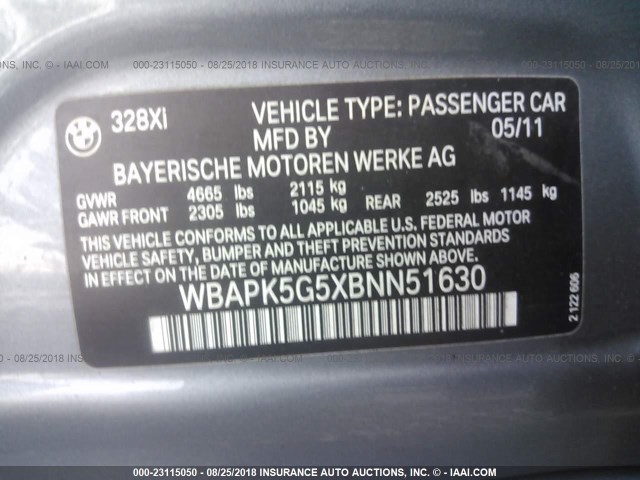 000-23115050 - 08/25/2018 - INSURANCE AUTO AUCTIONS, INC. - IAAI.COM
328XI
VEHICLE TYPE: PASSENGER CAR
MFD BY 05/11
BAYERISCHE MOTOREN WERKE AG
GVWR 4665 lbs 2115 kg
GAWR FRONT 2305 lbs 1045 kg REAR 2525 lbs 1145 kg
THIS VEHICLE CONFORMS TO ALL APPLICABLE U.S. FEDERAL MOTOR
VEHICLE SAFETY, BUMPER AND THEFT PREVENTION STANDARDS
IN EFFECT ON THE DATE OF MANUFACTURE SHOWN ABOVE.
WBAPK5G5XBNN51630
2 122 606
000-23115050 - 08/25/2018 - INSURANCE AUTO AUCTIONS, INC. - IAAI.COM